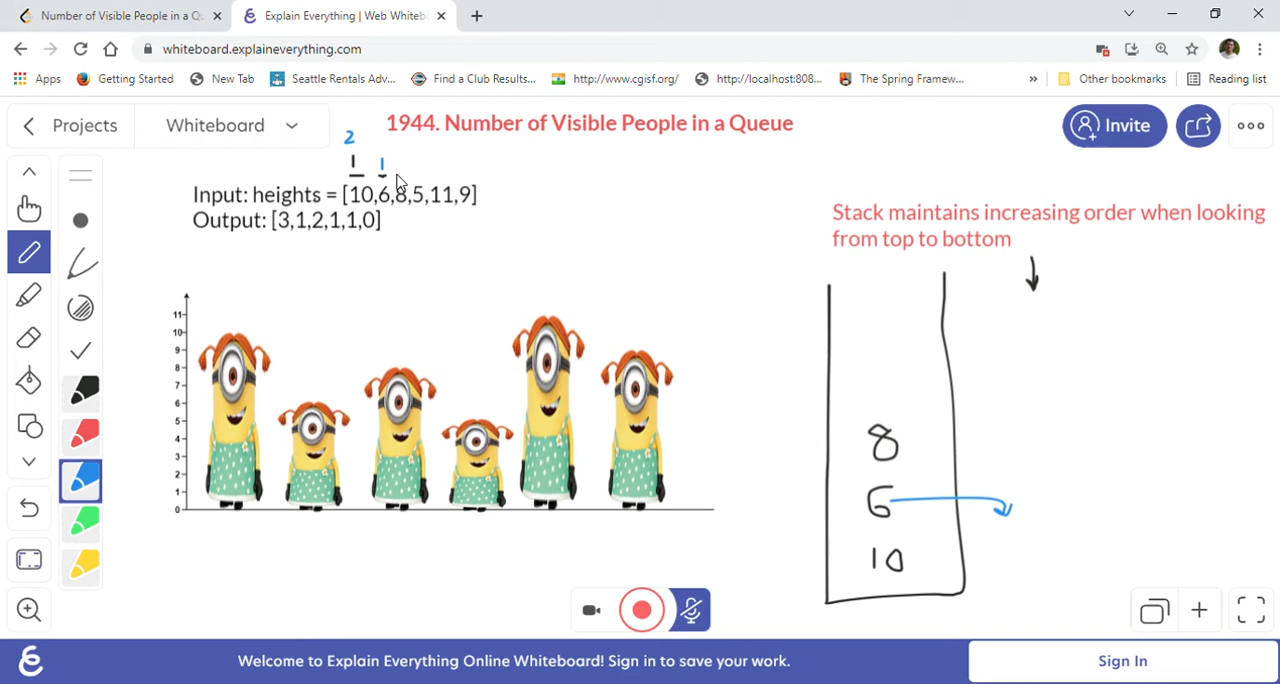 Number of Visible People in a Q
Explain Everything | Web Whiteb
whiteboard.explaineverything.com
Apps
Getting Started
New Tab
Seattle Rentals Adv...
Find a Club Results...
http://www.cgisf.org/
http://localhost:808...
The Spring Framew...
»
Other bookmarks
Reading list
Projects
Whiteboard
1944. Number of Visible People in a Queue
Invite
2
1 1
Input: heights = [10,6,8,5,11,9]
Output: [3,1,2,1,1,0]
Stack maintains increasing order when looking
from top to bottom
11
10
9
8
7
6
5
4
3
2
1
0
8
6
10
Welcome to Explain Everything Online Whiteboard! Sign in to save your work.
Sign In